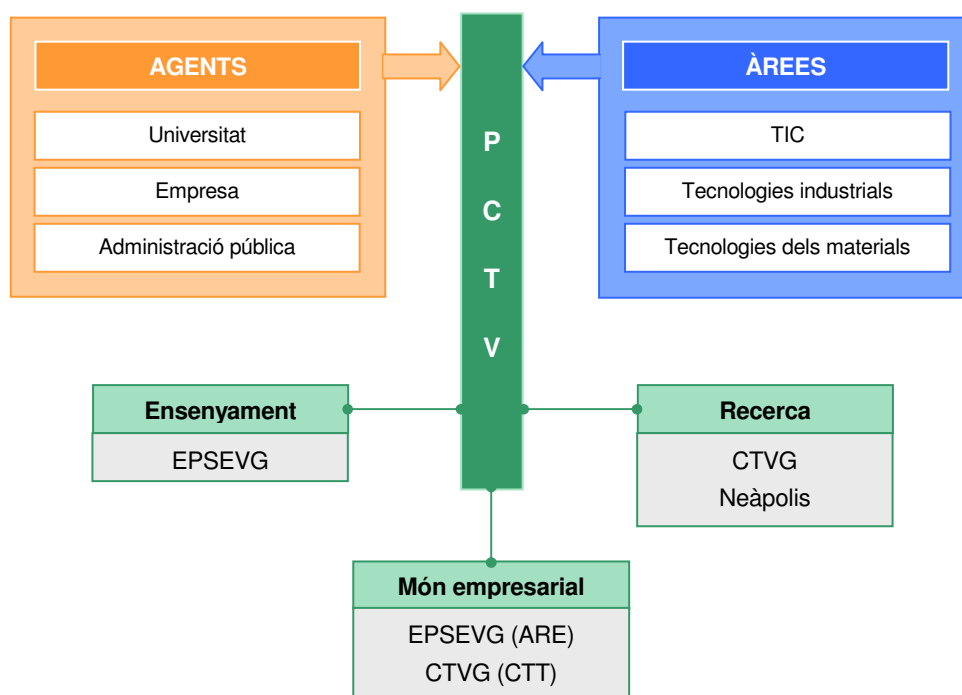 AGENTS
Universitat
Empresa
Administració pública
P
C
T
V
ÀREES
TIC
Tecnologies industrials
Tecnologies dels materials
Ensenyament
EPSEVG
Recerca
CTVG
Neàpolis
Món empresarial
EPSEVG (ARE)
CTVG (CTT)